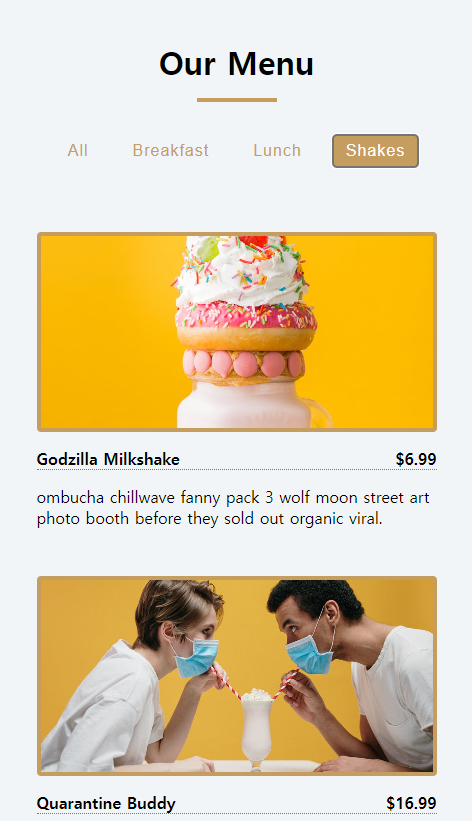 Our Menu
All Breakfast Lunch Shakes
Godzilla Milkshake $6.99
ombucha chillwave fanny pack 3 wolf moon street art
photo booth before they sold out organic viral.
Quarantine Buddy $16.99